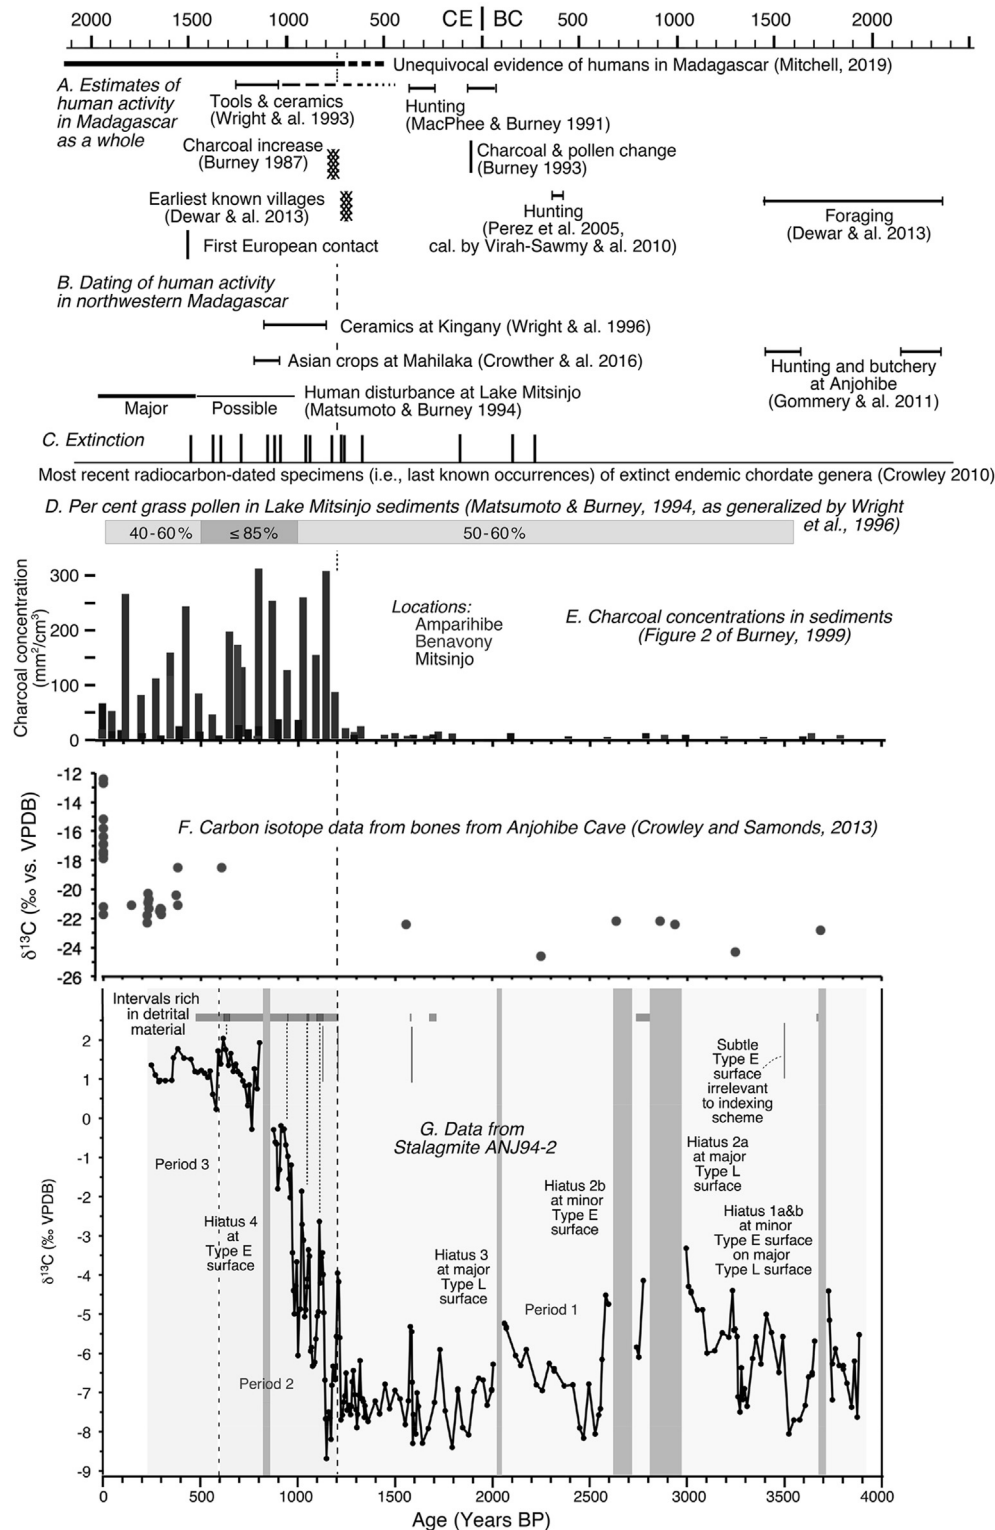 2000 1500 1000 500 CE BC 500 1000 1500 2000
Unequivocal evidence of humans in Madagascar (Mitchell, 2019)
A. Estimates of
human activity
in Madagascar
as a whole
Tools & ceramics
(Wright & al. 1993)
Hunting
(MacPhee & Burney 1991)
Charcoal increase
(Burney 1987)
Charcoal & pollen change
(Burney 1993)
Earliest known villages
(Dewar & al. 2013)
Hunting
(Perez et al. 2005,
cal. by Virah-Sawmy & al. 2010)
Foraging
(Dewar & al. 2013)
First European contact
B. Dating of human activity
in northwestern Madagascar
Ceramics at Kingany (Wright & al. 1996)
Asian crops at Mahilaka (Crowther & al. 2016)
Hunting and butchery
at Anjohibe
(Gommery & al. 2011)
Major
Possible
Human disturbance at Lake Mitsinjo
(Matsumoto & Burney 1994)
C. Extinction
Most recent radiocarbon-dated specimens (i.e., last known occurrences) of extinct endemic chordate genera (Crowley 2010)
D. Per cent grass pollen in Lake Mitsinjo sediments (Matsumoto & Burney, 1994, as generalized by Wright
et al., 1996)
40-60% ≤85% 50-60%
Charcoal concentration
(mm²/cm³)
300
200
100
0
Locations:
Amparihibe
Benavony
Mitsinjo
E. Charcoal concentrations in sediments
(Figure 2 of Burney, 1999)
δ¹³C (‰ vs. VPDB)
-12
-14
-16
-18
-20
-22
-24
-26
F. Carbon isotope data from bones from Anjohibe Cave (Crowley and Samonds, 2013)
Intervals rich
in detrital
material
δ¹³C (‰ VPDB)
2
1
0
-1
-2
-3
-4
-5
-6
-7
-8
-9
Subtle
Type E
surface
irrelevant
to indexing
scheme
G. Data from
Stalagmite ANJ94-2
Period 3
Hiatus 4
at
Type E
surface
Period 2
Hiatus 3
at major
Type L
surface
Period 1
Hiatus 2b
at minor
Type E
surface
Hiatus 2a
at major
Type L
surface
Hiatus 1a&b
at minor
Type E surface
on major
Type L surface
0 500 1000 1500 2000 2500 3000 3500 4000
Age (Years BP)